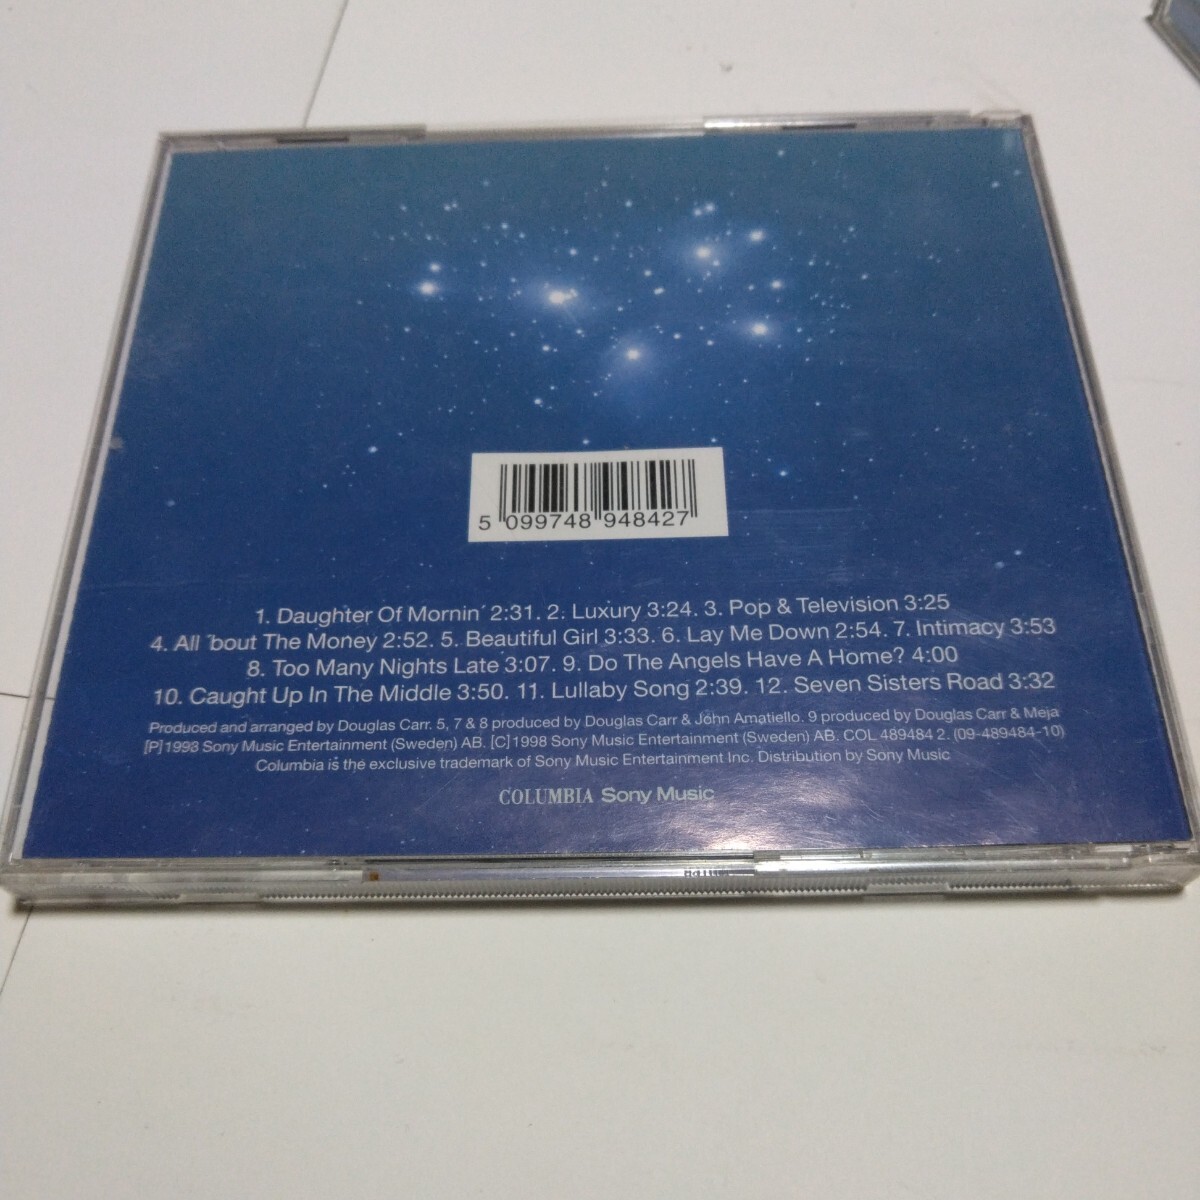 5 099748 948427
1. Daughter Of Mornin´ 2:31. 2. Luxury 3:24. 3. Pop & Television 3:25
4. All ´bout The Money 2:52. 5. Beautiful Girl 3:33. 6. Lay Me Down 2:54. 7. Intimacy 3:53
8. Too Many Nights Late 3:07. 9. Do The Angels Have A Home? 4:00
10. Caught Up In The Middle 3:50. 11. Lullaby Song 2:39. 12. Seven Sisters Road 3:32
Produced and arranged by Douglas Carr. 5, 7 & 8 produced by Douglas Carr & John Amatiello. 9 produced by Douglas Carr & Meja
[P] 1998 Sony Music Entertainment (Sweden) AB. [C] 1998 Sony Music Entertainment (Sweden) AB. COL 489484 2. (09-489484-10)
Columbia is the exclusive trademark of Sony Music Entertainment Inc. Distribution by Sony Music
COLUMBIA Sony Music